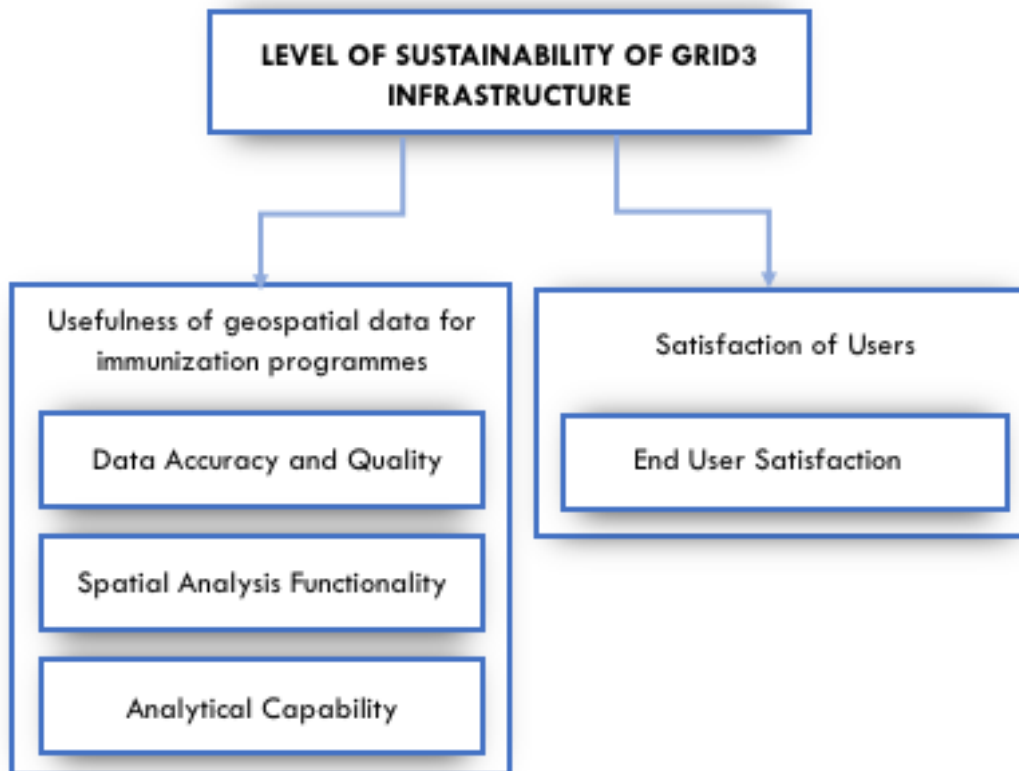 LEVEL OF SUSTAINABILITY OF GRID3
INFRASTRUCTURE
Usefulness of geospatial data for
immunization programmes
Data Accuracy and Quality
Spatial Analysis Functionality
Analytical Capability
Satisfaction of Users
End User Satisfaction